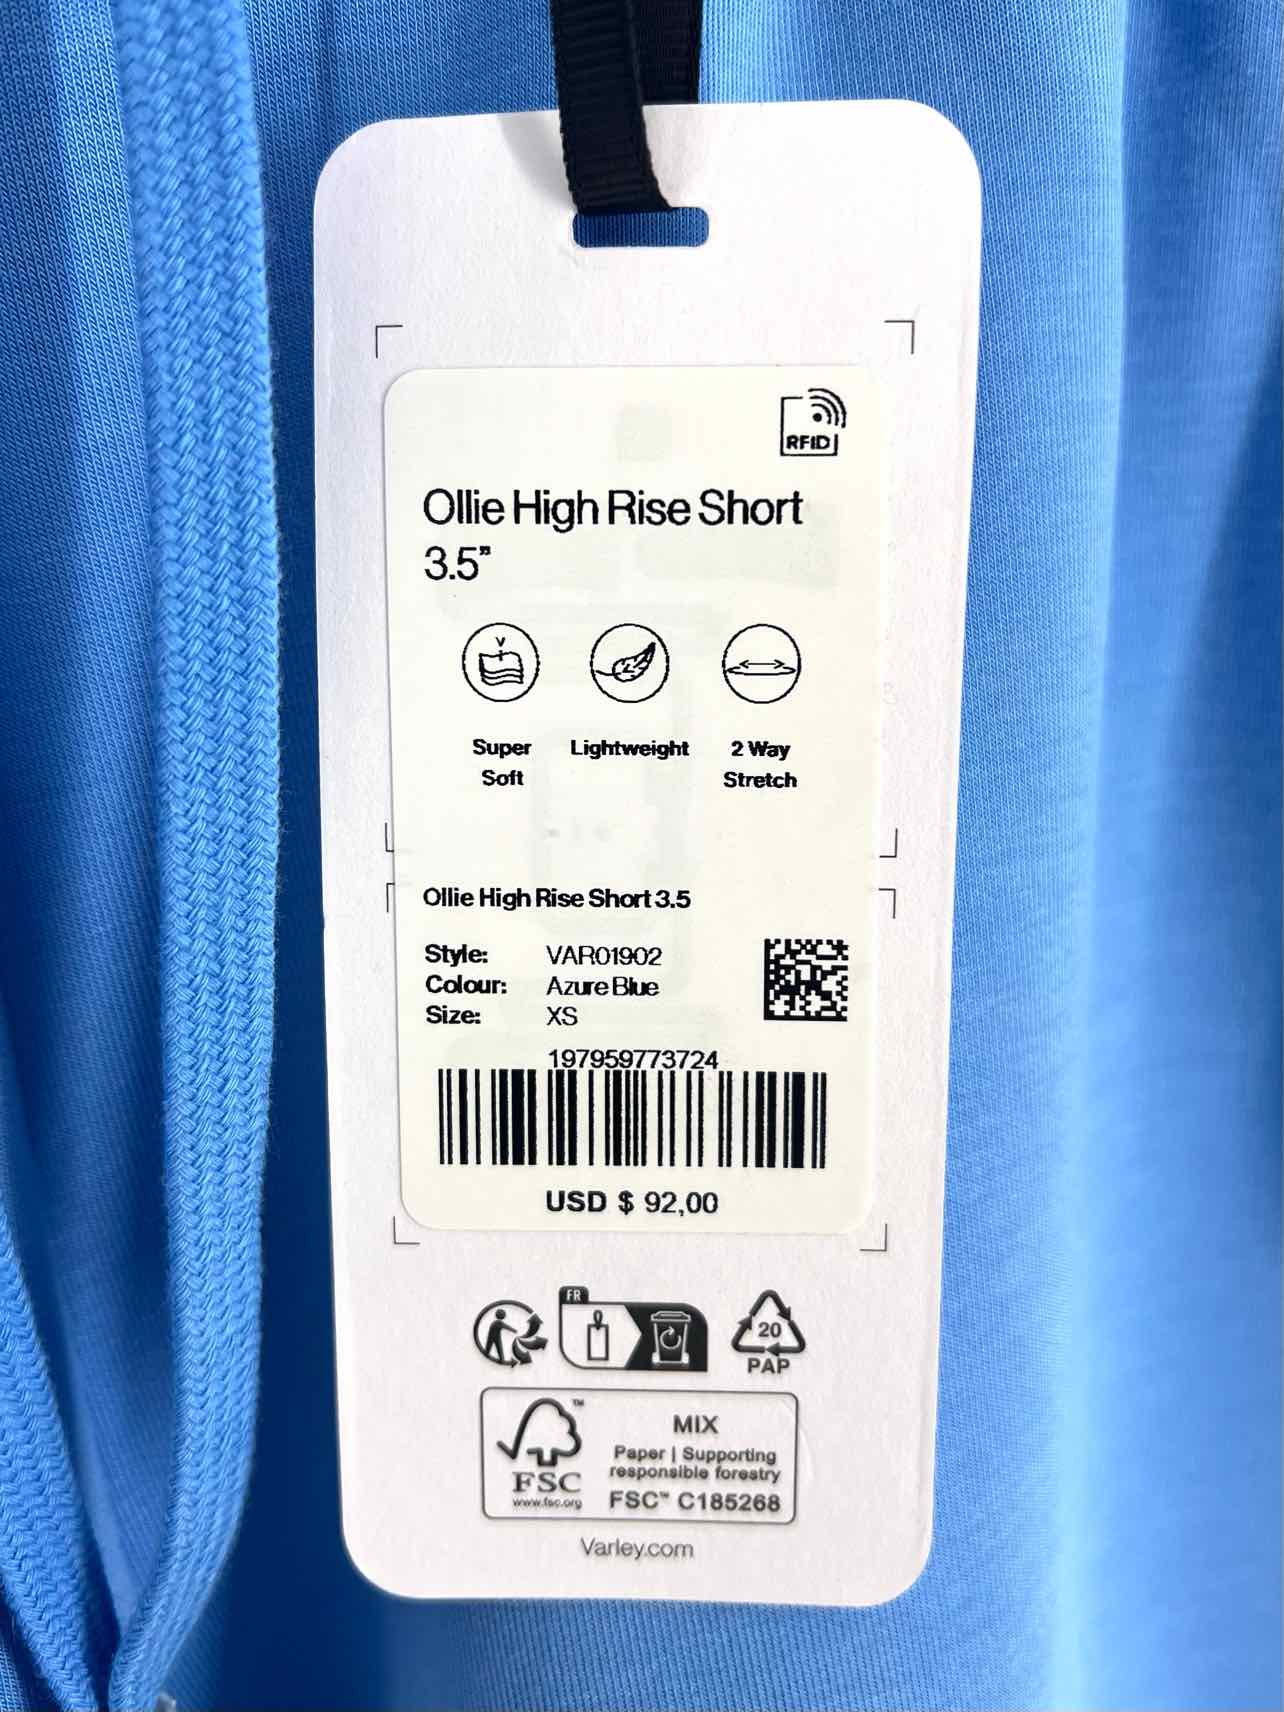 RFID
Ollie High Rise Short
3.5”
Super Soft
Lightweight
2 Way Stretch
Ollie High Rise Short 3.5
Style: VAR01902
Colour: Azure Blue
Size: XS
197959773724
USD $ 92,00
FR
20
PAP
FSC
www.fsc.org
MIX
Paper | Supporting
responsible forestry
FSC™ C185268
Varley.com